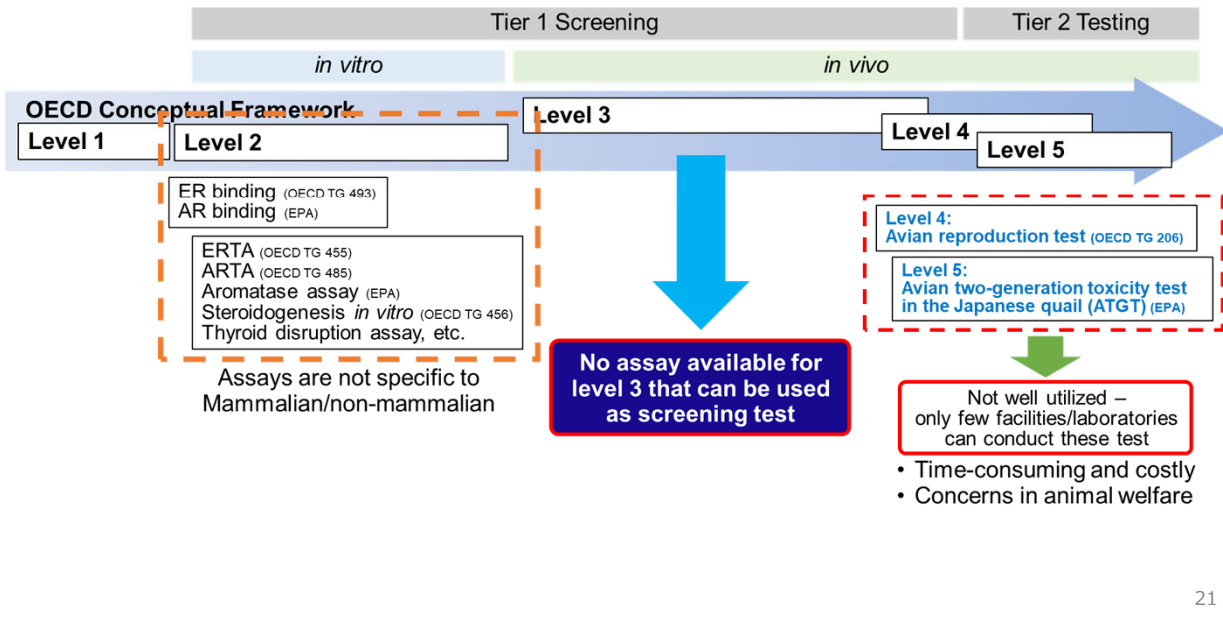 Tier 1 Screening
Tier 2 Testing
in vitro
in vivo
OECD Conceptual Framework
Level 1
Level 2
Level 3
Level 4
Level 5
ER binding (OECD TG 493)
AR binding (EPA)
ERTA (OECD TG 455)
ARTA (OECD TG 485)
Aromatase assay (EPA)
Steroidogenesis in vitro (OECD TG 456)
Thyroid disruption assay, etc.
Assays are not specific to
Mammalian/non-mammalian
No assay available for
level 3 that can be used
as screening test
Level 4:
Avian reproduction test (OECD TG 206)
Level 5:
Avian two-generation toxicity test
in the Japanese quail (ATGT) (EPA)
Not well utilized –
only few facilities/laboratories
can conduct these test
• Time-consuming and costly
• Concerns in animal welfare
21